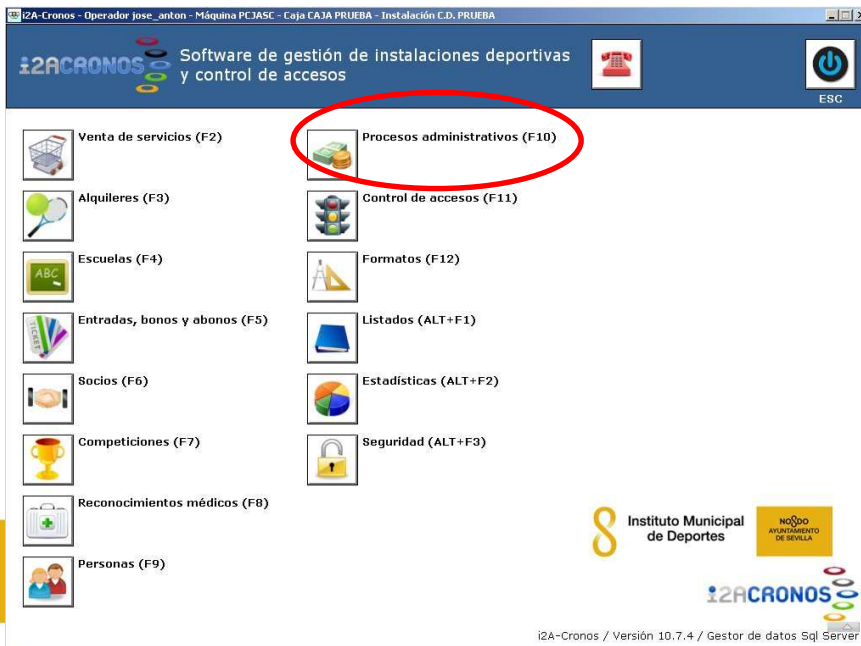 i2A-Cronos - Operador jose_anton - Máquina PCJASC - Caja CAJA PRUEBA - Instalación C.D. PRUEBA
i2ACRONOS
Software de gestión de instalaciones deportivas
y control de accesos
ESC
Venta de servicios (F2)
Alquileres (F3)
ABC
Escuelas (F4)
TICKET
Entradas, bonos y abonos (F5)
Socios (F6)
Competiciones (F7)
Reconocimientos médicos (F8)
Personas (F9)
Procesos administrativos (F10)
Control de accesos (F11)
Formatos (F12)
Listados (ALT+F1)
Estadísticas (ALT+F2)
Seguridad (ALT+F3)
Instituto Municipal
de Deportes
NO8DO
AYUNTAMIENTO
DE SEVILLA
i2ACRONOS
i2A-Cronos / Versión 10.7.4 / Gestor de datos Sql Server